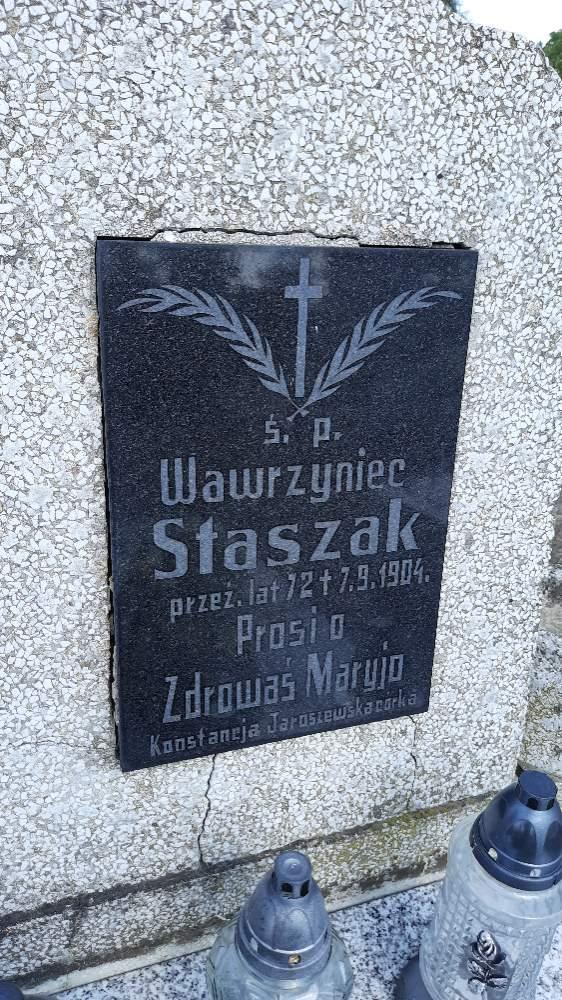 ś. p.
Wawrzyniec
Staszak
przeż. lat 72 † 7.9.1904.
Prosi o
Zdrowaś Maryjo
Konstancja Jaroszewska córka